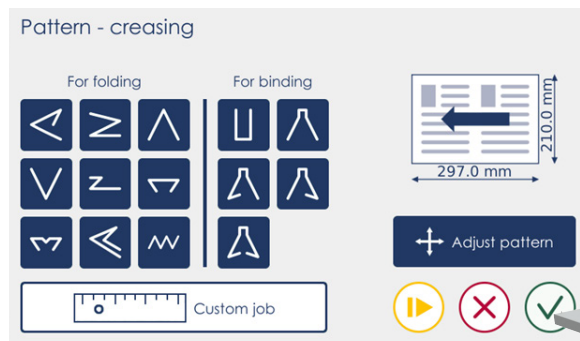 Pattern - creasing
For folding
For binding
210.0 mm
297.0 mm
Adjust pattern
Custom job